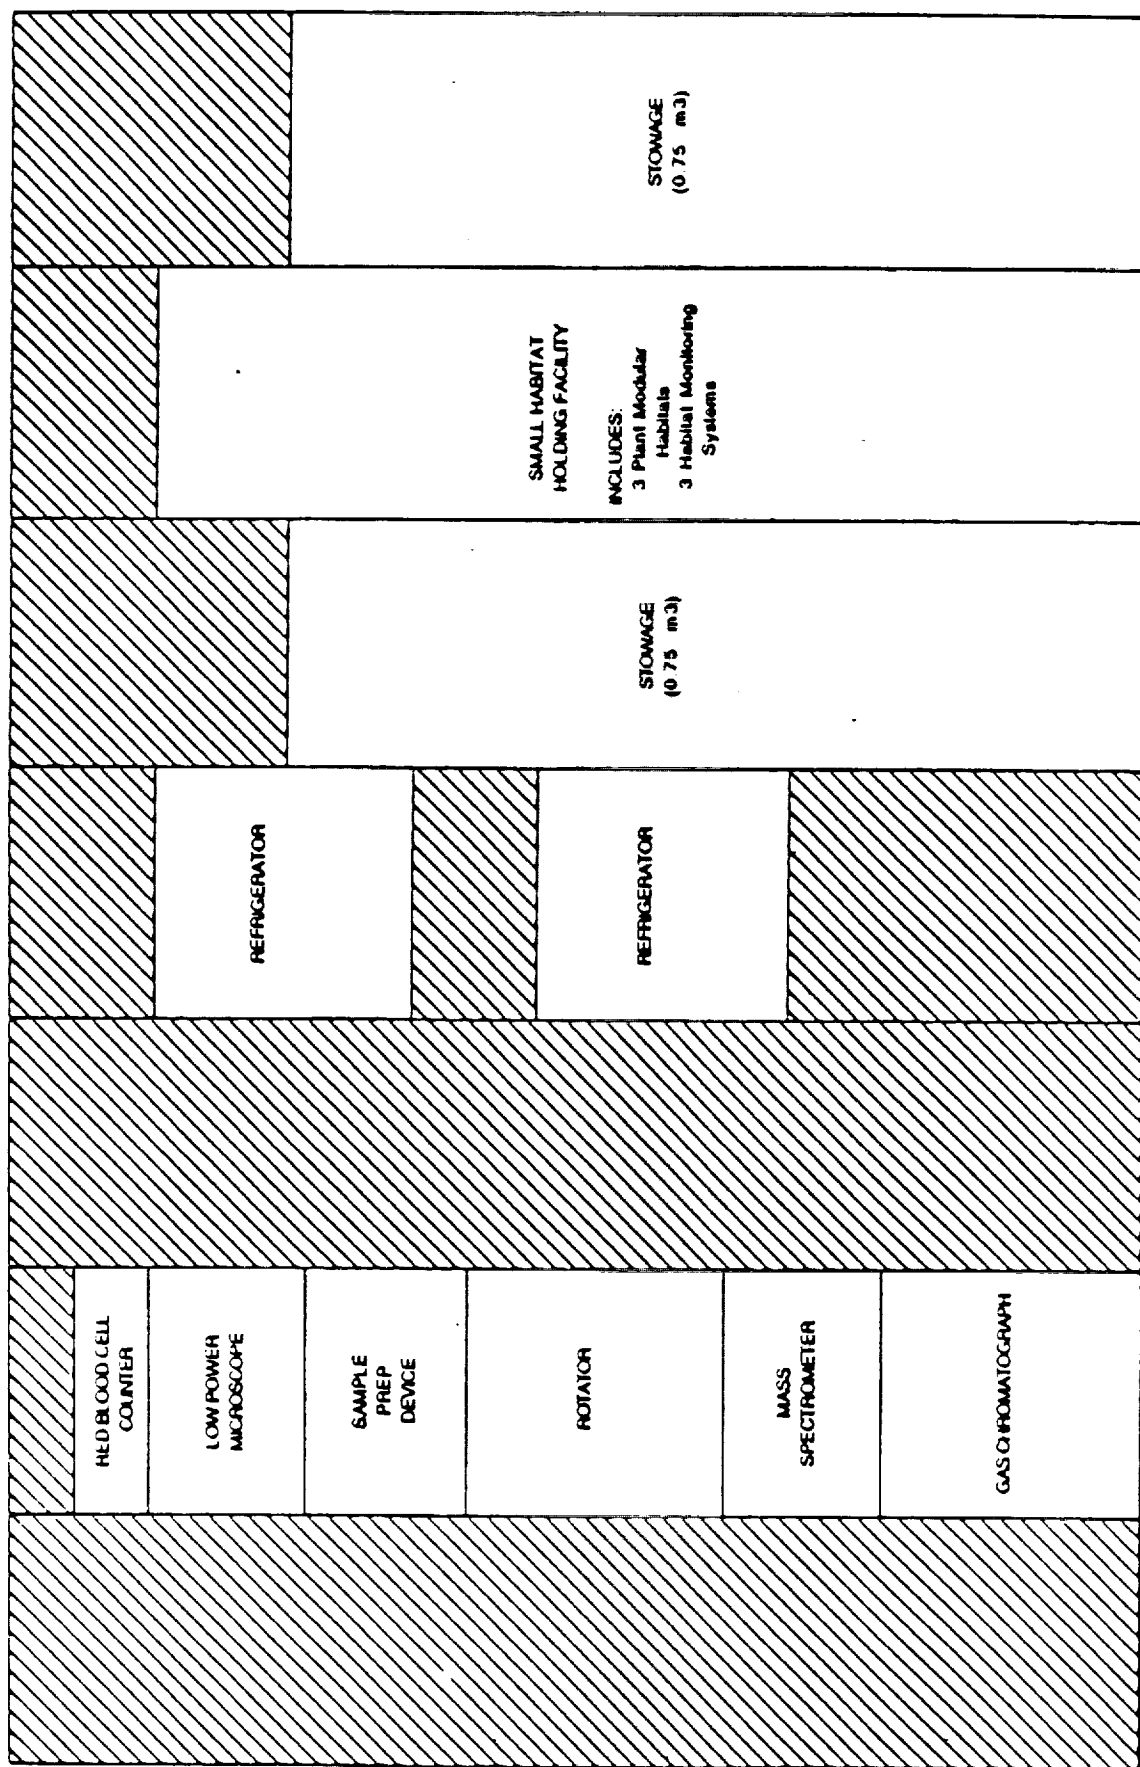 STOWAGE
(0.75 m3)
SMALL HABITAT
HOLDING FACILITY
INCLUDES:
3 Plant Modular
Habitats
3 Habitat Monitoring
Systems
STOWAGE
(0.75 m3)
REFRIGERATOR
REFRIGERATOR
RED BLOOD CELL
COUNTER
LOW POWER
MICROSCOPE
SAMPLE
PREP
DEVICE
ROTATOR
MASS
SPECTROMETER
GAS CHROMATOGRAPH